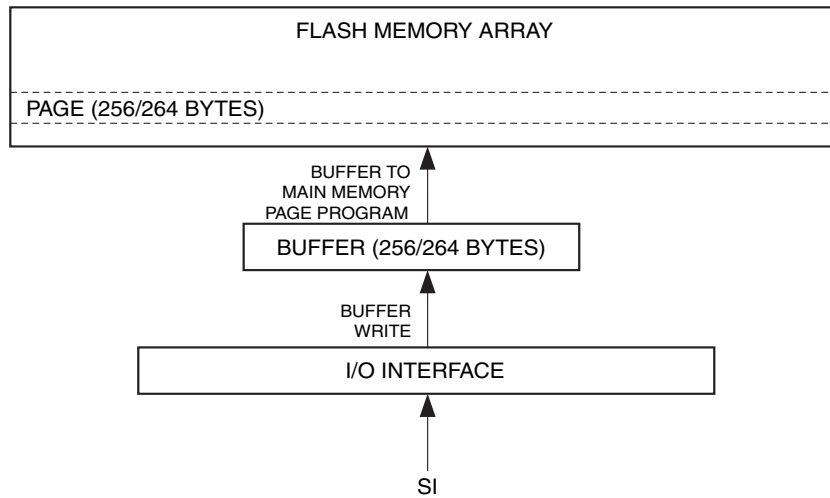 FLASH MEMORY ARRAY
PAGE (256/264 BYTES)
BUFFER TO
MAIN MEMORY
PAGE PROGRAM
BUFFER (256/264 BYTES)
BUFFER
WRITE
I/O INTERFACE
SI